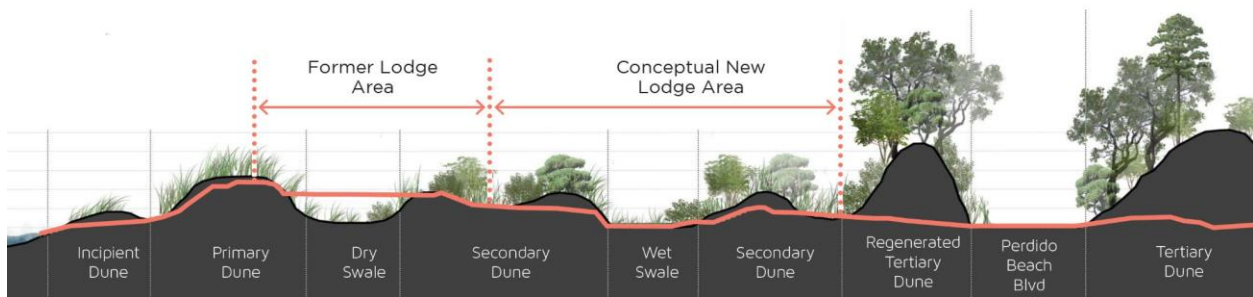 Former Lodge
Area
Conceptual New
Lodge Area
Incipient
Dune
Primary
Dune
Dry
Swale
Secondary
Dune
Wet
Swale
Secondary
Dune
Regenerated
Tertiary
Dune
Perdido
Beach
Blvd
Tertiary
Dune